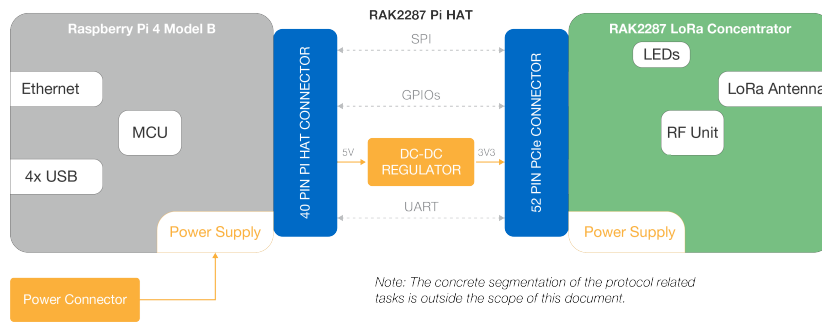 RAK2287 Pi HAT
Raspberry Pi 4 Model B
RAK2287 LoRa Concentrator
SPI
LEDs
Ethernet
LoRa Antenna
GPIOs
MCU
RF Unit
40 PIN PI HAT CONNECTOR
52 PIN PCIe CONNECTOR
5V
DC-DC
REGULATOR
3V3
4x USB
UART
Power Supply
Power Supply
Power Connector
Note: The concrete segmentation of the protocol related
tasks is outside the scope of this document.